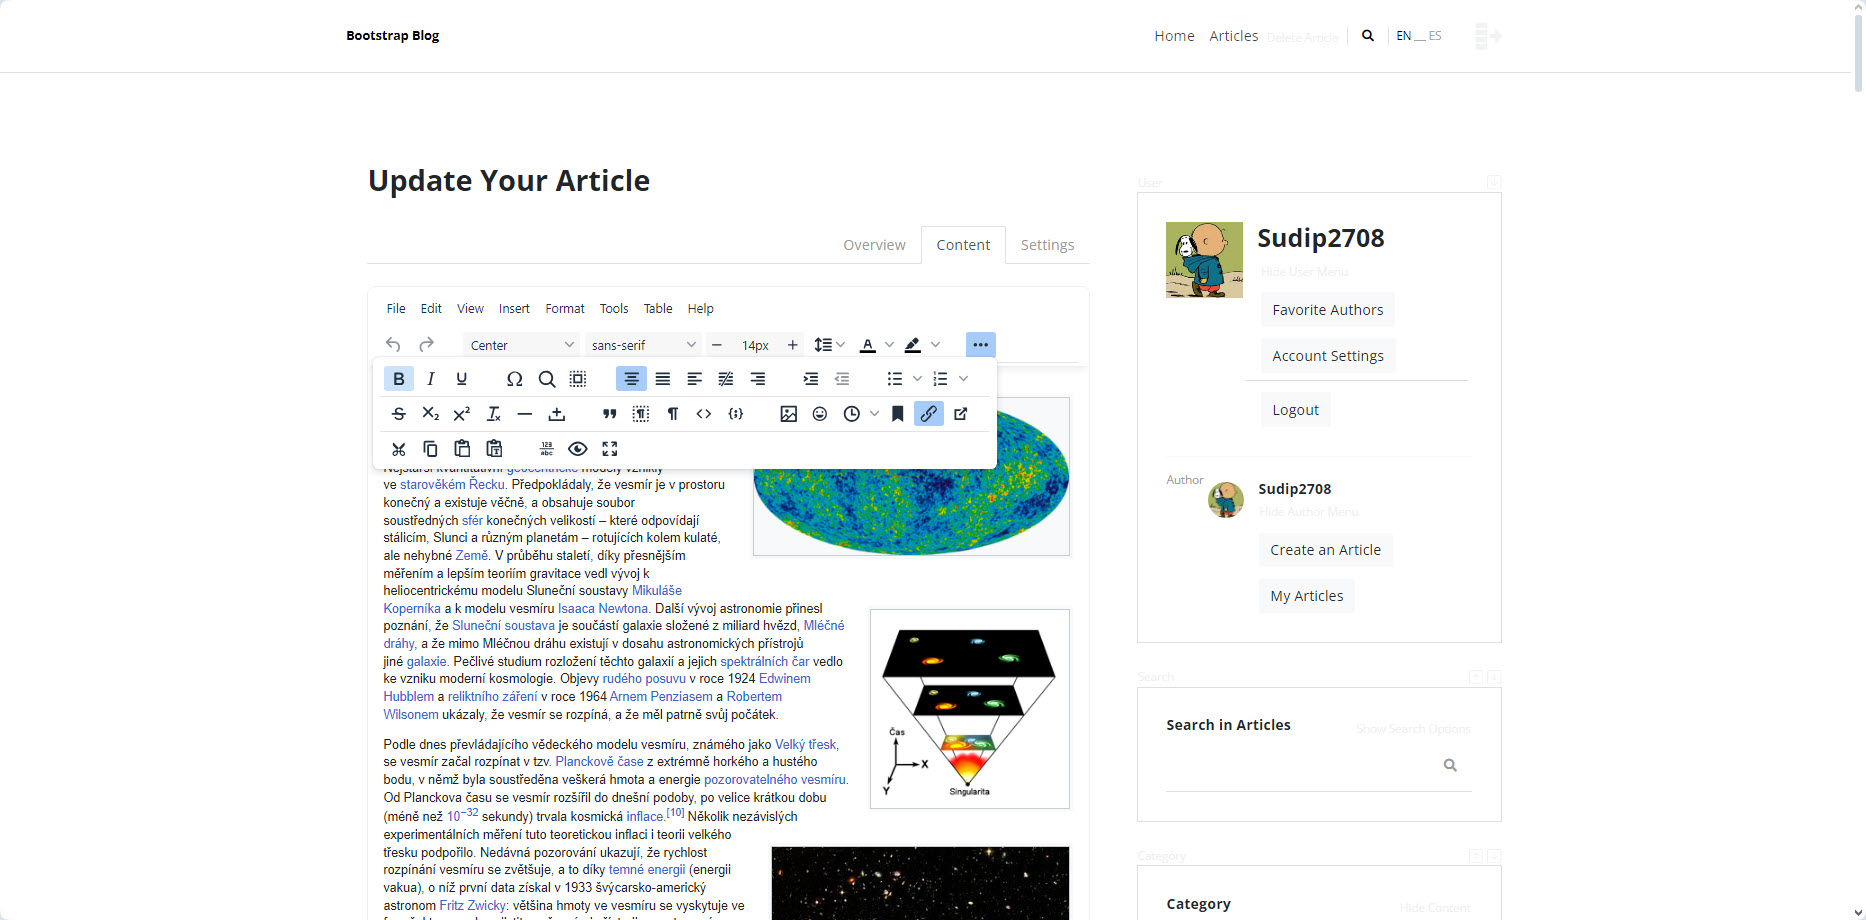 Bootstrap Blog
Home Articles Delete Article EN __ ES
Update Your Article
Overview Content Settings
File Edit View Insert Format Tools Table Help
Center sans-serif 14px
ve starověkém Řecku. Předpokládaly, že vesmír je v prostoru
konečný a existuje věčně, a obsahuje soubor
soustředných sfér konečných velikostí – které odpovídají
stálicím, Slunci a různým planetám – rotujících kolem kulaté,
ale nehybné Země. V průběhu staletí, díky přesnějším
měřením a lepším teoriím gravitace vedl vývoj k
heliocentrickému modelu Sluneční soustavy Mikuláše
Koperníka a k modelu vesmíru Isaaca Newtona. Další vývoj astronomie přinesl
poznání, že Sluneční soustava je součástí galaxie složené z miliard hvězd, Mléčné
dráhy, a že mimo Mléčnou dráhu existují v dosahu astronomických přístrojů
jiné galaxie. Pečlivé studium rozložení těchto galaxií a jejich spektrálních čar vedlo
ke vzniku moderní kosmologie. Objevy rudého posuvu v roce 1924 Edwinem
Hubblem a reliktního záření v roce 1964 Arnem Penziasem a Robertem
Wilsonem ukázaly, že vesmír se rozpíná, a že měl patrně svůj počátek.
Čas
X
Y
Singularita
Podle dnes převládajícího vědeckého modelu vesmíru, známého jako Velký třesk,
se vesmír začal rozpínat v tzv. Planckově čase z extrémně horkého a hustého
bodu, v němž byla soustředěna veškerá hmota a energie pozorovatelného vesmíru.
Od Planckova času se vesmír rozšířil do dnešní podoby, po velice krátkou dobu
(méně než 10−32 sekundy) trvala kosmická inflace.[10] Několik nezávislých
experimentálních měření tuto teoretickou inflaci i teorii velkého
třesku podpořilo. Nedávná pozorování ukazují, že rychlost
rozpínání vesmíru se zvětšuje, a to díky temné energii (energii
vakua), o níž první data získal v 1933 švýcarsko-americký
astronom Fritz Zwicky: většina hmoty ve vesmíru se vyskytuje ve
User
Sudip2708
Hide User Menu
Favorite Authors
Account Settings
Logout
Author
Sudip2708
Hide Author Menu
Create an Article
My Articles
Search
Search in Articles
Show Search Options
Category
Category
Hide Content